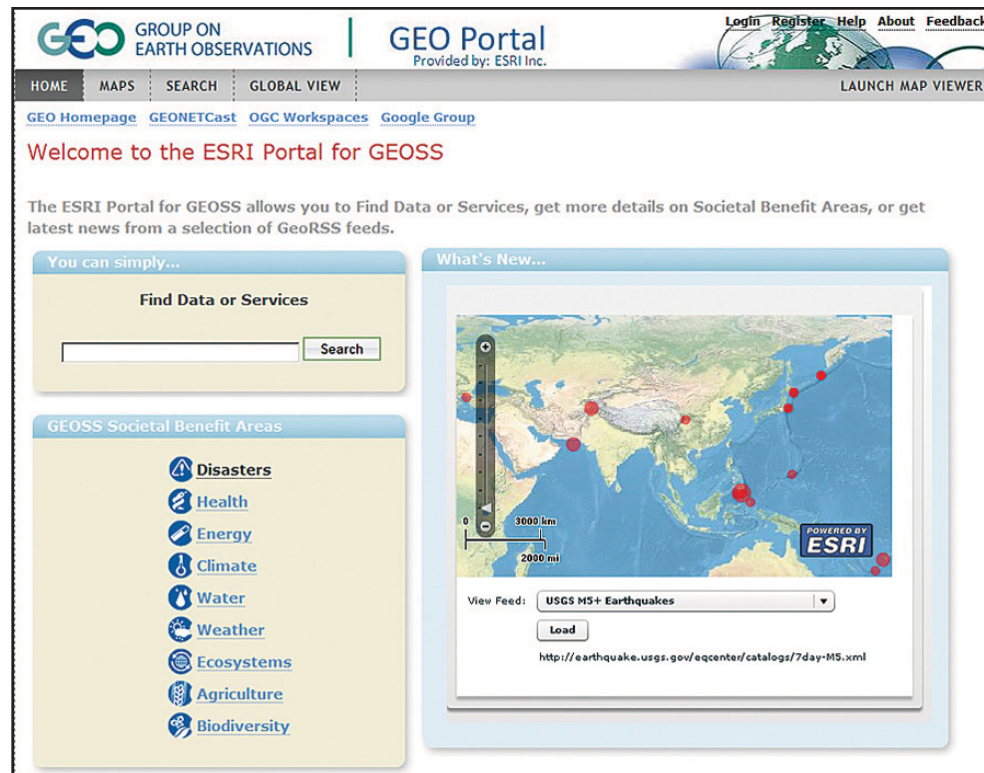 GEO GROUP ON
EARTH OBSERVATIONS
GEO Portal
Provided by: ESRI Inc.
Login Register Help About Feedback
HOME MAPS SEARCH GLOBAL VIEW LAUNCH MAP VIEWER
GEO Homepage GEONETCast OGC Workspaces Google Group
Welcome to the ESRI Portal for GEOSS
The ESRI Portal for GEOSS allows you to Find Data or Services, get more details on Societal Benefit Areas, or get
latest news from a selection of GeoRSS feeds.
You can simply...
Find Data or Services
Search
GEOSS Societal Benefit Areas
Disasters
Health
Energy
Climate
Water
Weather
Ecosystems
Agriculture
Biodiversity
What's New...
0 3000 km
2000 mi
POWERED BY
ESRI
View Feed: USGS M5+ Earthquakes
Load
http://earthquake.usgs.gov/eqcenter/catalogs/7day-M5.xml